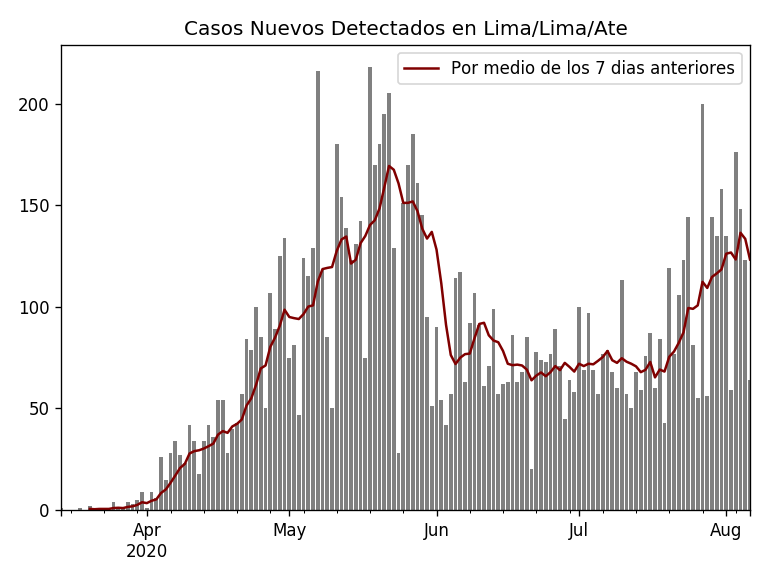 Casos Nuevos Detectados en Lima/Lima/Ate
Por medio de los 7 dias anteriores
200
150
100
50
0
Apr May Jun Jul Aug
2020